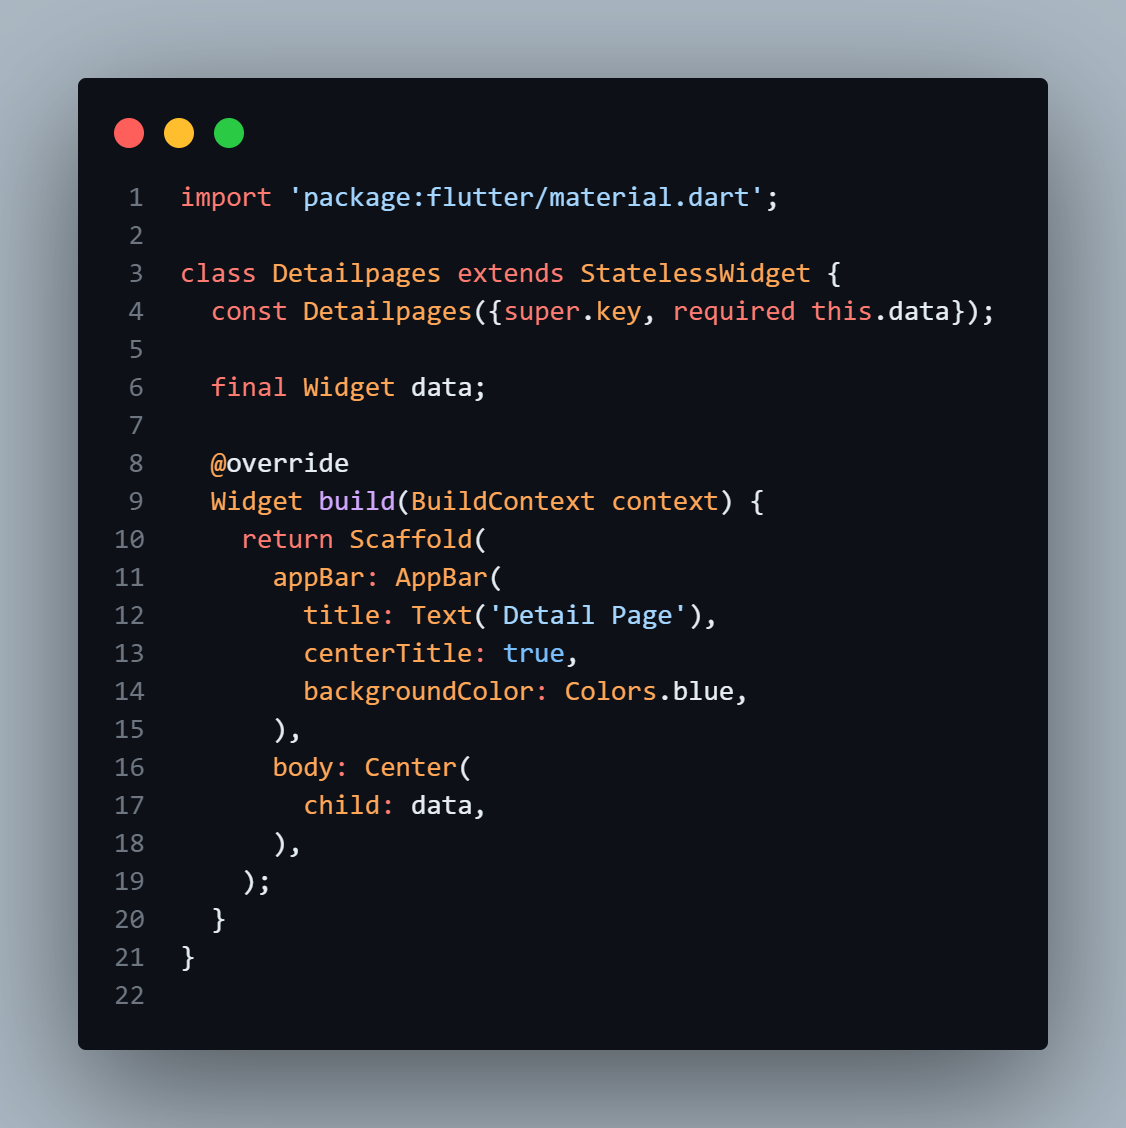 1 import 'package:flutter/material.dart';
2
3 class Detailpages extends StatelessWidget {
4   const Detailpages({super.key, required this.data});
5
6   final Widget data;
7
8   @override
9   Widget build(BuildContext context) {
10     return Scaffold(
11       appBar: AppBar(
12         title: Text('Detail Page'),
13         centerTitle: true,
14         backgroundColor: Colors.blue,
15       ),
16       body: Center(
17         child: data,
18       ),
19     );
20   }
21 }
22